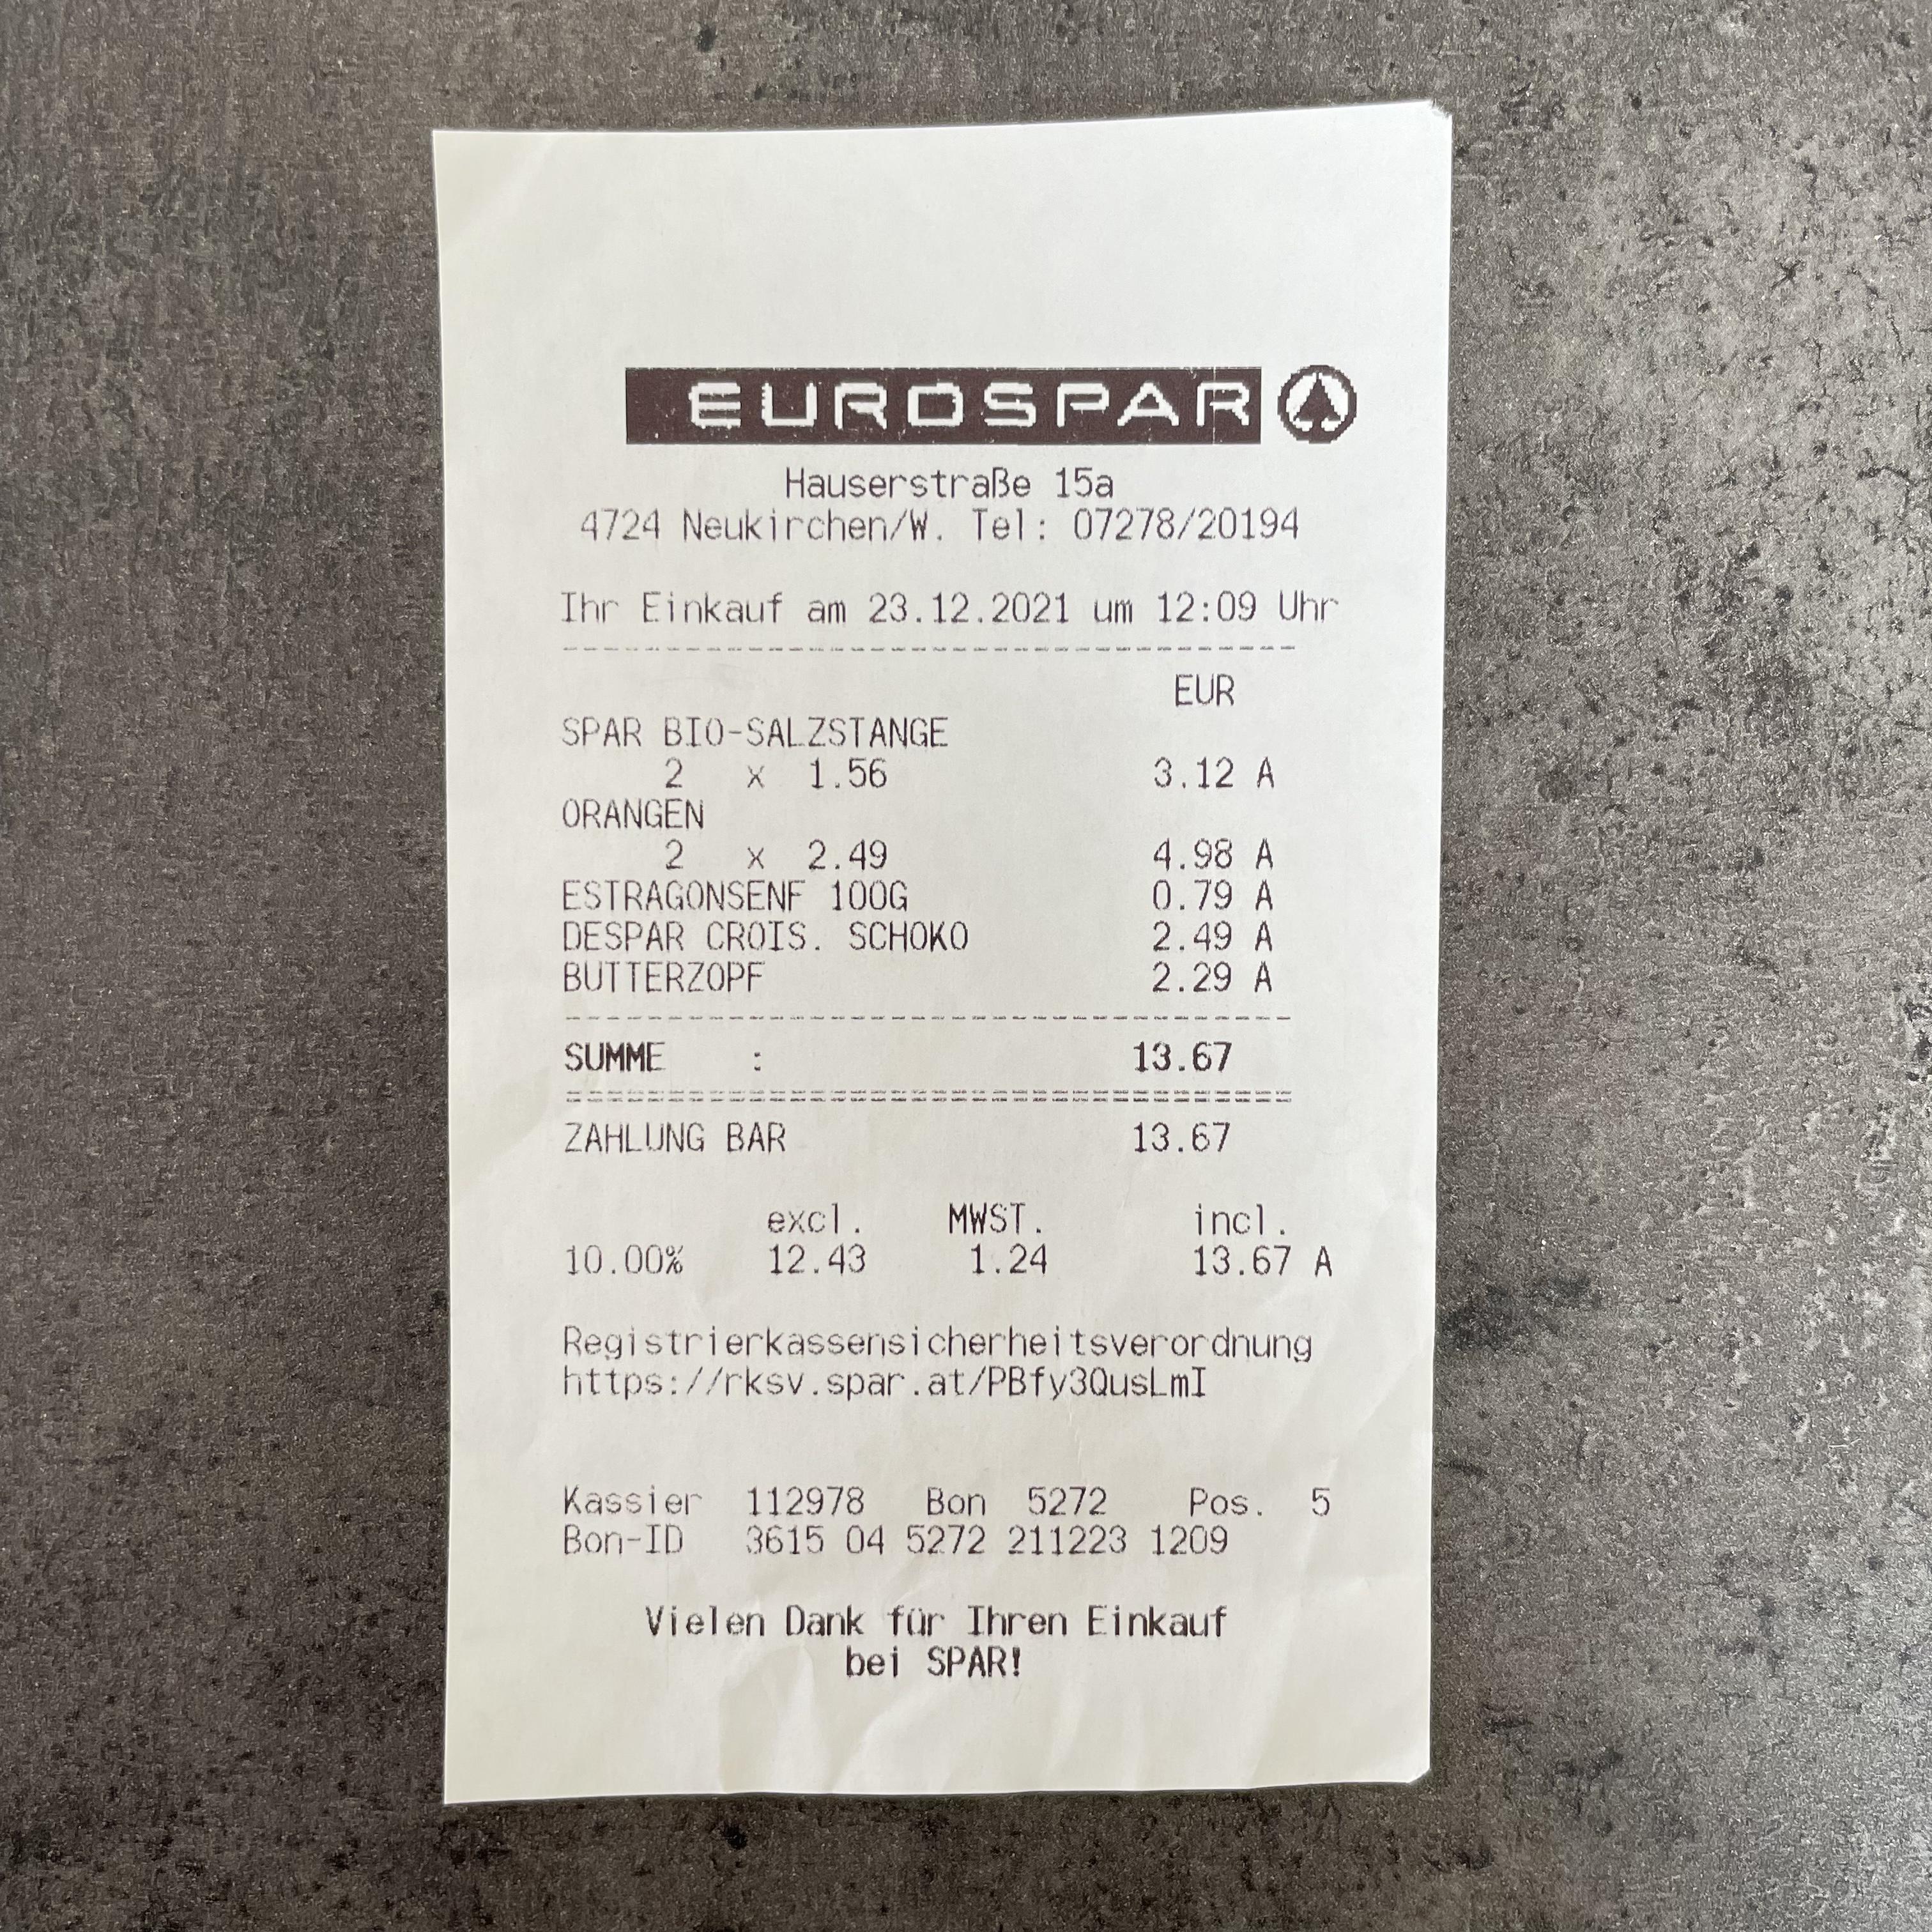 EUROSPAR
Hauserstraße 15a
4724 Neukirchen/W. Tel: 07278/20194
Ihr Einkauf am 23.12.2021 um 12:09 Uhr
EUR
SPAR BIO-SALZSTANGE
2 x 1.56 3.12 A
ORANGEN
2 x 2.49 4.98 A
ESTRAGONSENF 100G 0.79 A
DESPAR CROIS. SCHOKO 2.49 A
BUTTERZOPF 2.29 A
SUMME : 13.67
ZAHLUNG BAR 13.67
excl. MWST. incl.
10.00% 12.43 1.24 13.67 A
Registrierkassensicherheitsverordnung
https://rksv.spar.at/PBfy3QusLmI
Kassier 112978 Bon 5272 Pos. 5
Bon-ID 3615 04 5272 211223 1209
Vielen Dank für Ihren Einkauf
bei SPAR!